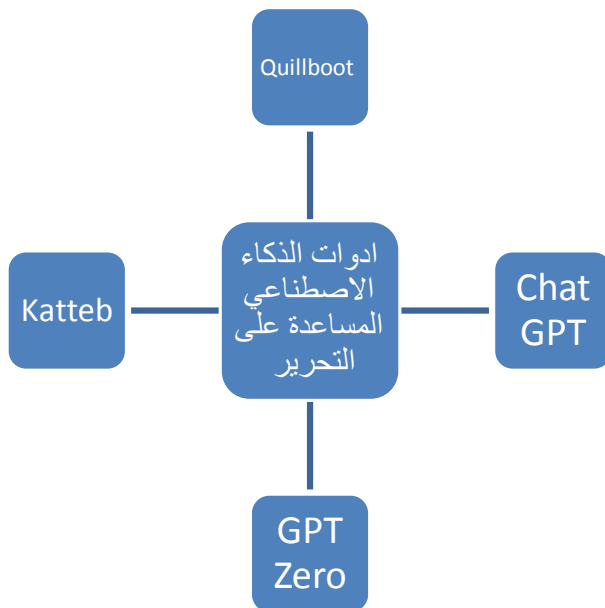 Quillboot
ادوات الذكاء
الاصطناعي
المساعدة على
التحرير
Katteb
Chat
GPT
GPT
Zero